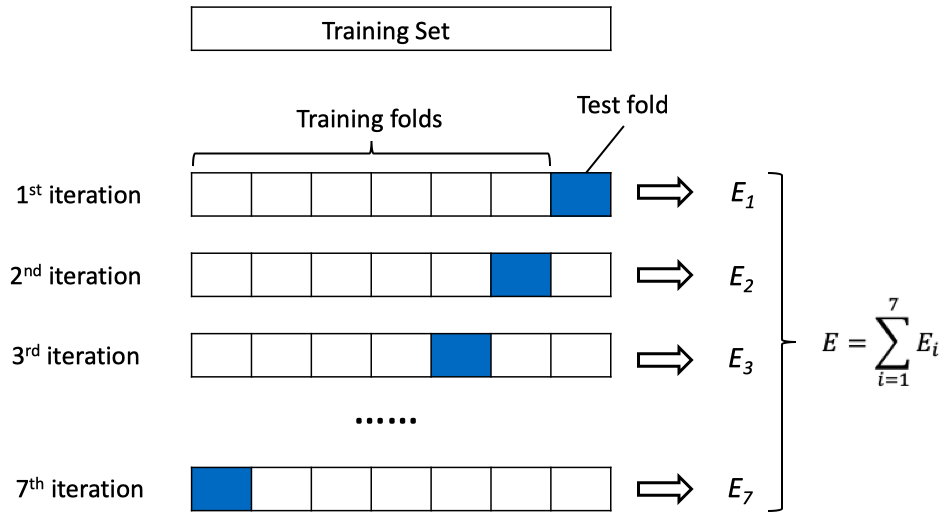 Training Set
Training folds
Test fold
1st iteration
E1
2nd iteration
E2
3rd iteration
E3
E = ∑ 7 i=1 Ei
......
7th iteration
E7